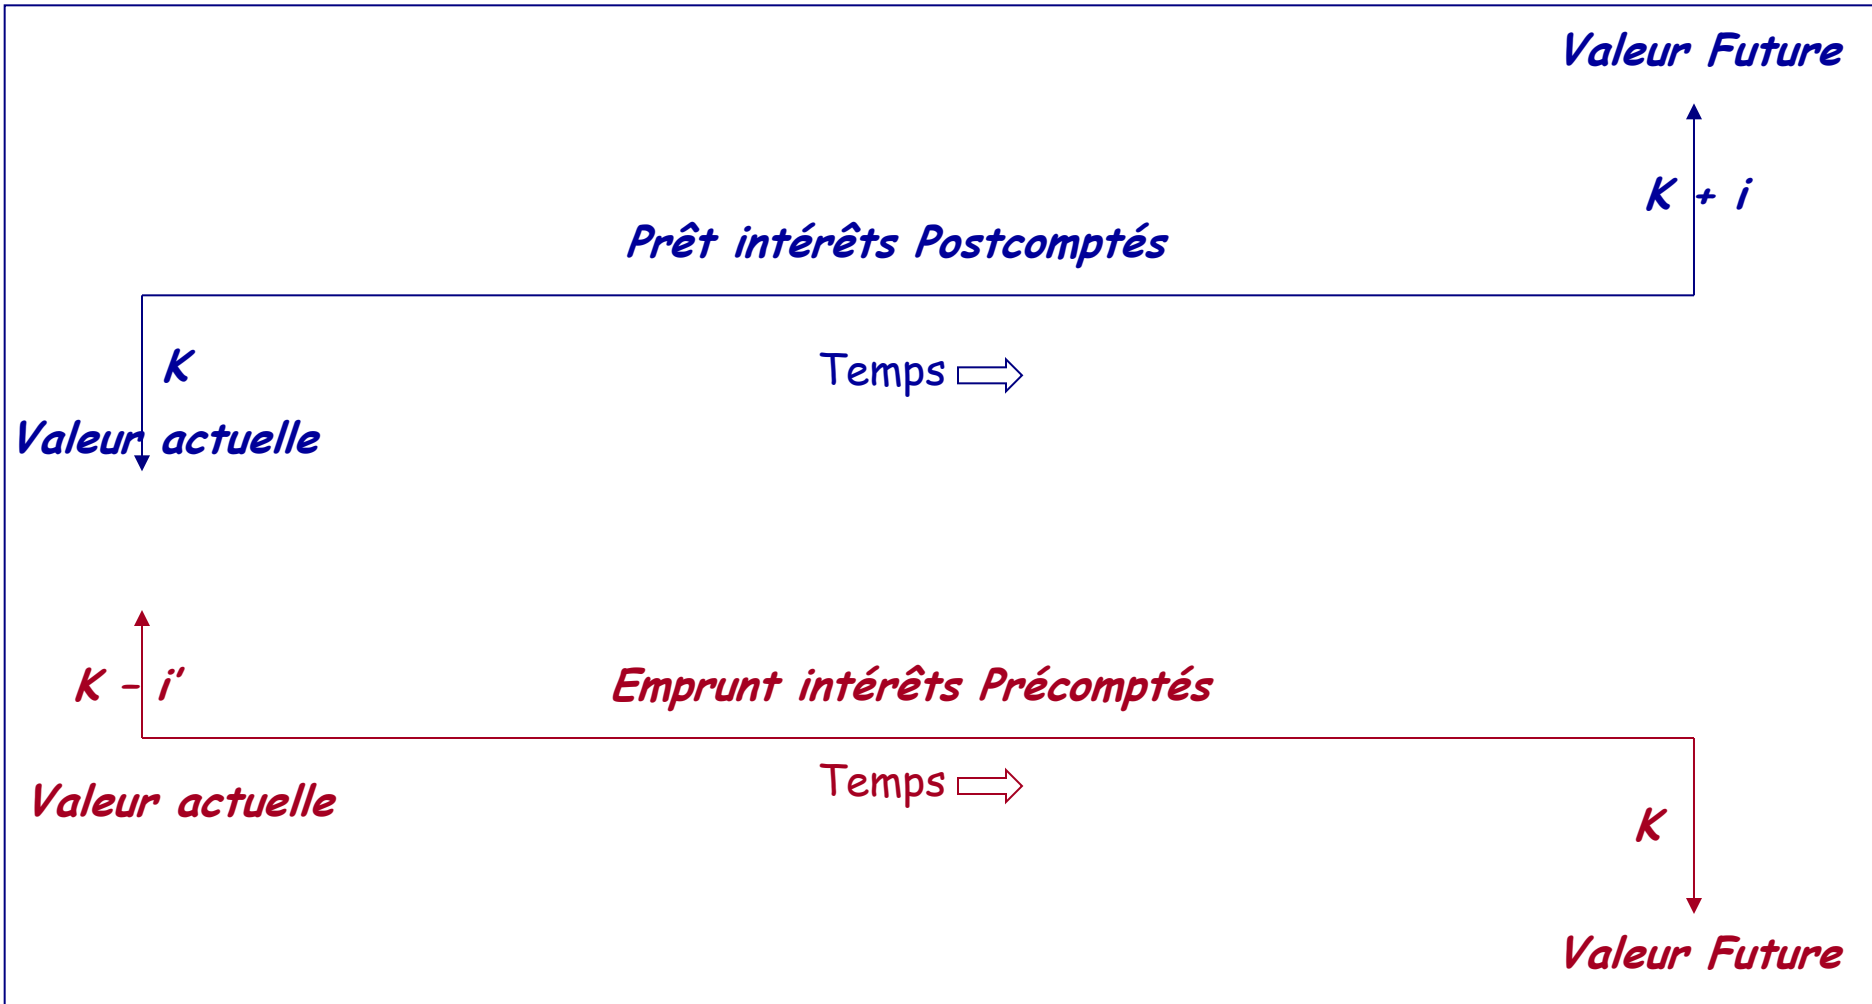 Valeur Future
K + i
Prêt intérêts Postcomptés
K
Temps
Valeur actuelle
K - i'
Emprunt intérêts Précomptés
Temps
Valeur actuelle
K
Valeur Future